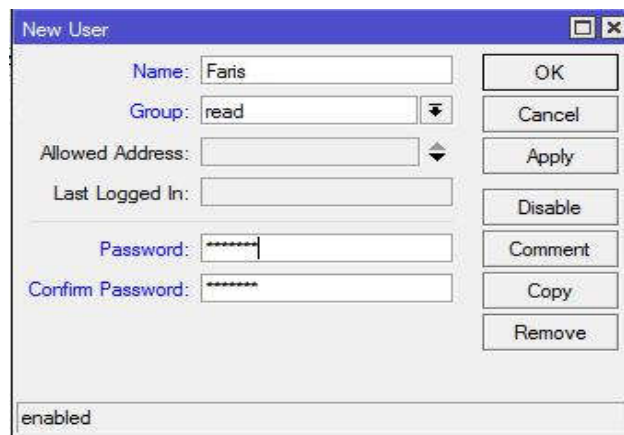 New User
Name: Faris
OK
Group: read
Cancel
Allowed Address:
Apply
Last Logged In:
Disable
Password: *******
Comment
Confirm Password: *******
Copy
Remove
enabled